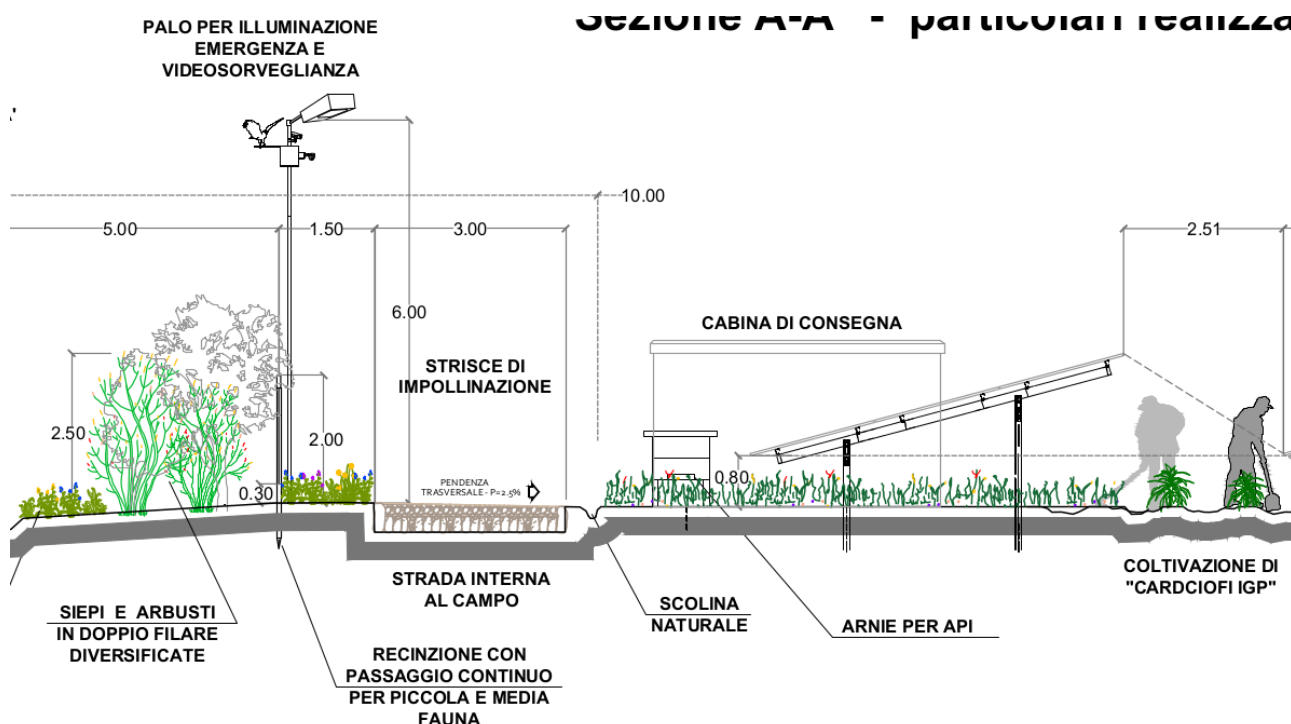 Sezione A-A' - particolari realizza
PALO PER ILLUMINAZIONE
EMERGENZA E
VIDEOSORVEGLIANZA
10.00
5.00
1.50
3.00
2.51
6.00
CABINA DI CONSEGNA
STRISCE DI
IMPOLLINAZIONE
2.50
2.00
0.80
0.30
PENDENZA
TRASVERSALE - P=2.5%
STRADA INTERNA
AL CAMPO
COLTIVAZIONE DI
"CARDCIOFI IGP"
SIEPI E ARBUSTI
IN DOPPIO FILARE
DIVERSIFICATE
SCOLINA
NATURALE
ARNIE PER API
RECINZIONE CON
PASSAGGIO CONTINUO
PER PICCOLA E MEDIA
FAUNA